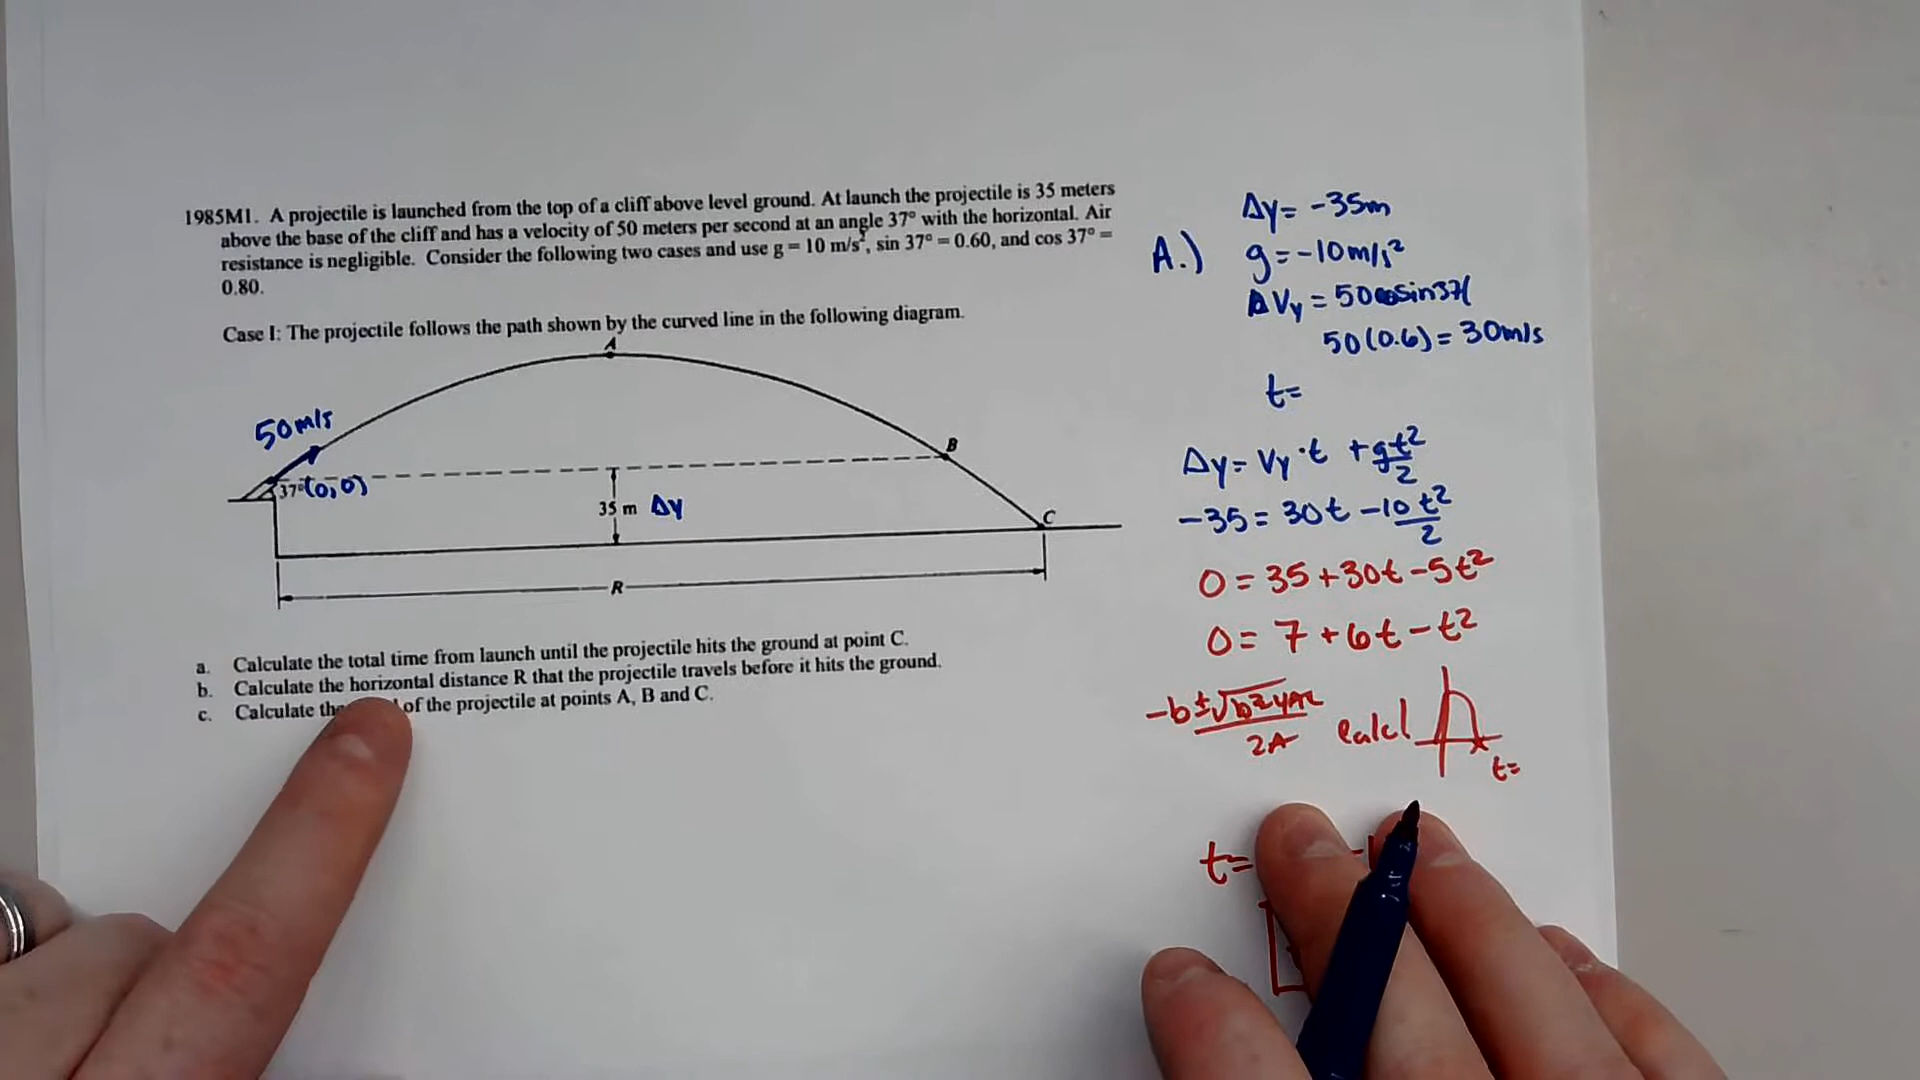 1985M1. A projectile is launched from the top of a cliff above level ground. At launch the projectile is 35 meters
above the base of the cliff and has a velocity of 50 meters per second at an angle 37° with the horizontal. Air
resistance is negligible. Consider the following two cases and use g = 10 m/s², sin 37° = 0.60, and cos 37° =
0.80.
Case I: The projectile follows the path shown by the curved line in the following diagram.
A
50m/s
B
37° (0,0)
35 m Δy
C
R
a. Calculate the total time from launch until the projectile hits the ground at point C.
b. Calculate the horizontal distance R that the projectile travels before it hits the ground.
c. Calculate the of the projectile at points A, B and C.
Δy = -35m
A.) g = -10m/s²
Vy = 50 sin37
50(0.6) = 30m/s
t=
Δy = Vy·t + gt²/2
-35 = 30t - 10t²/2
0 = 35 + 30t - 5t²
0 = 7 + 6t - t²
-b±√b²-4AC
2A
calc
t=
t=